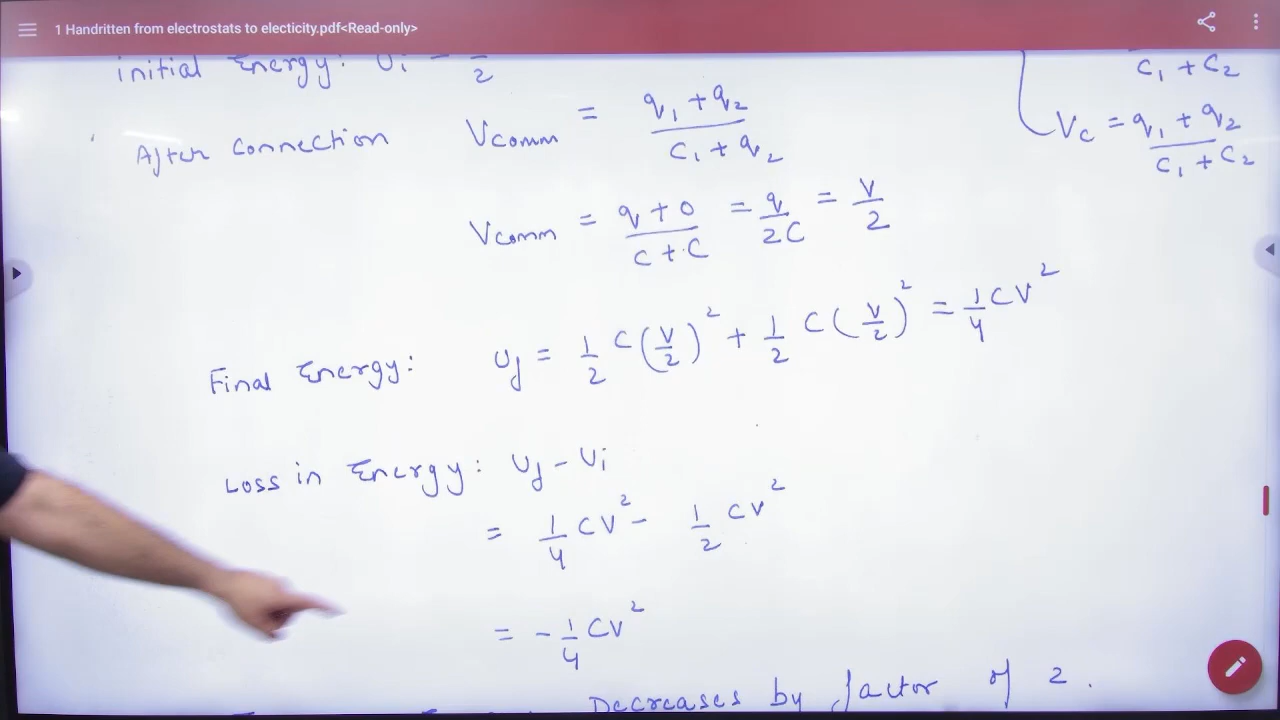 1 Handritten from electrostats to electicity.pdf<Read-only>
initial Energy: Ui = 2
C1 + C2
After Connection Vcomm = q1 + q2 / C1 + q2
Vc = q1 + q2 / C1 + C2
Vcomm = q + 0 / C + C = q / 2C = V / 2
Final Energy: Uf = 1/2 C (V/2)² + 1/2 C (V/2)² = 1/4 CV²
Loss in Energy: Uf - Ui
= 1/4 CV² - 1/2 CV²
= - 1/4 CV²
Decreases by factor of 2.